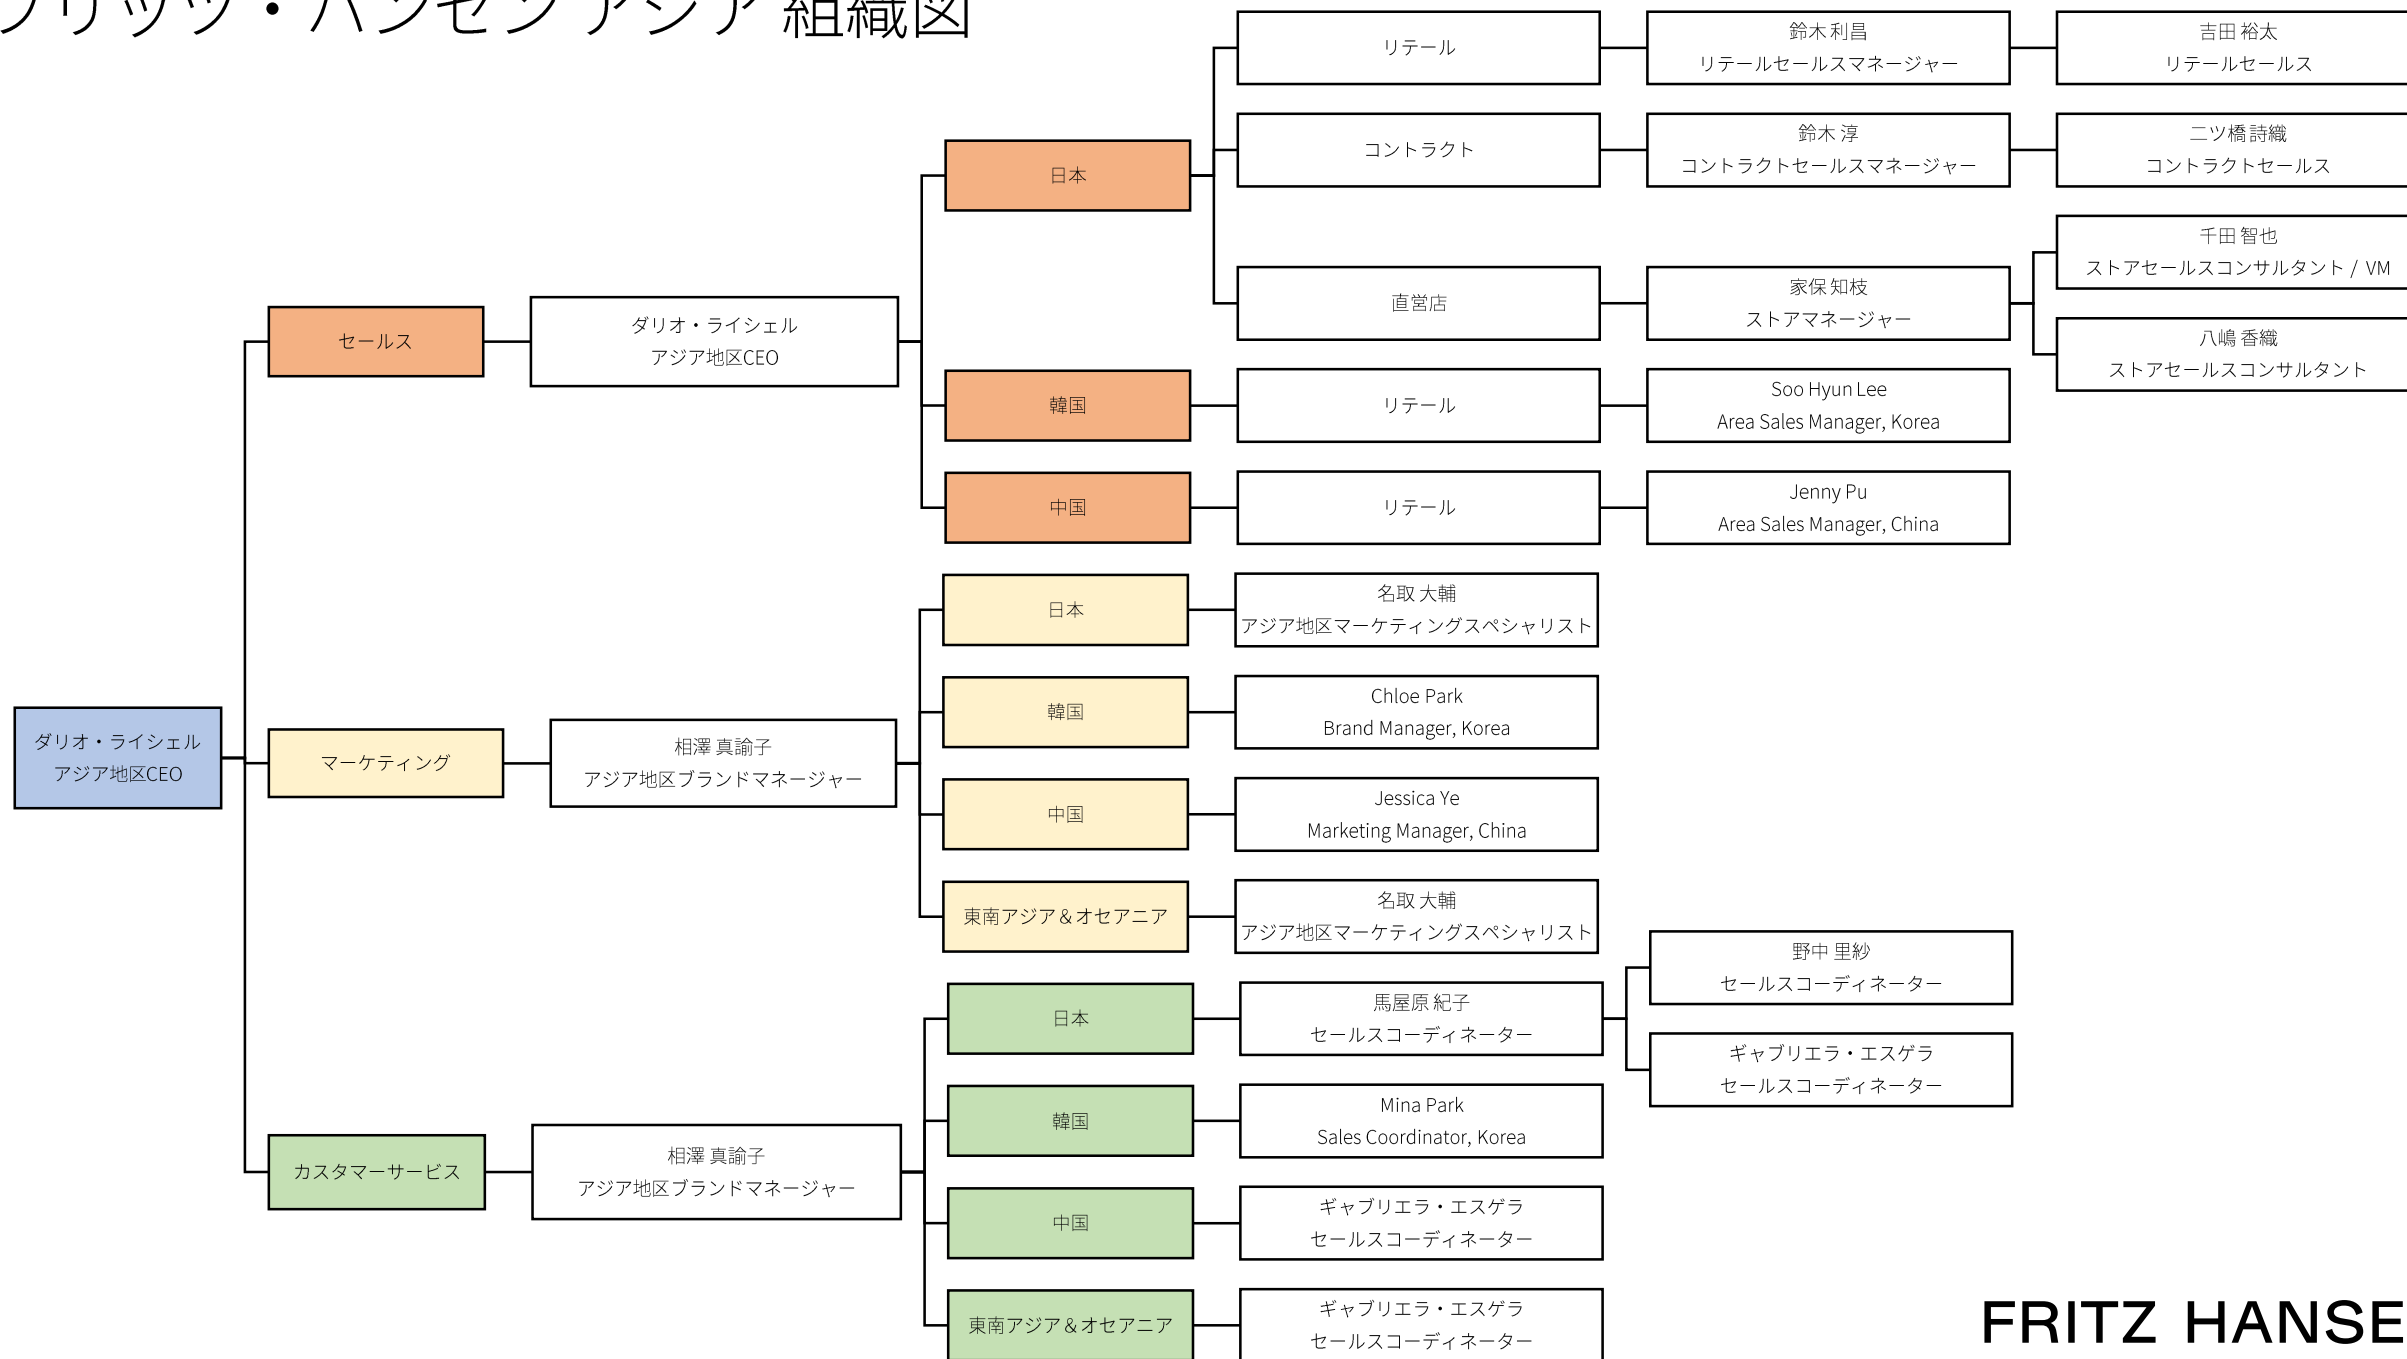 フリッツ・ハンセン アジア 組織図
リテール
鈴木 利昌
リテールセールスマネージャー
吉田 裕太
リテールセールス
コントラクト
鈴木 淳
コントラクトセールスマネージャー
二ツ橋 詩織
コントラクトセールス
日本
直営店
家保 知枝
ストアマネージャー
千田 智也
ストアセールスコンサルタント / VM
八嶋 香織
ストアセールスコンサルタント
セールス
ダリオ・ライシェル
アジア地区CEO
韓国
リテール
Soo Hyun Lee
Area Sales Manager, Korea
中国
リテール
Jenny Pu
Area Sales Manager, China
日本
名取 大輔
アジア地区マーケティングスペシャリスト
韓国
Chloe Park
Brand Manager, Korea
ダリオ・ライシェル
アジア地区CEO
マーケティング
相澤 真諭子
アジア地区ブランドマネージャー
中国
Jessica Ye
Marketing Manager, China
東南アジア＆オセアニア
名取 大輔
アジア地区マーケティングスペシャリスト
日本
馬屋原 紀子
セールスコーディネーター
野中 里紗
セールスコーディネーター
ギャブリエラ・エスゲラ
セールスコーディネーター
韓国
Mina Park
Sales Coordinator, Korea
カスタマーサービス
相澤 真諭子
アジア地区ブランドマネージャー
中国
ギャブリエラ・エスゲラ
セールスコーディネーター
東南アジア＆オセアニア
ギャブリエラ・エスゲラ
セールスコーディネーター
FRITZ HANSE